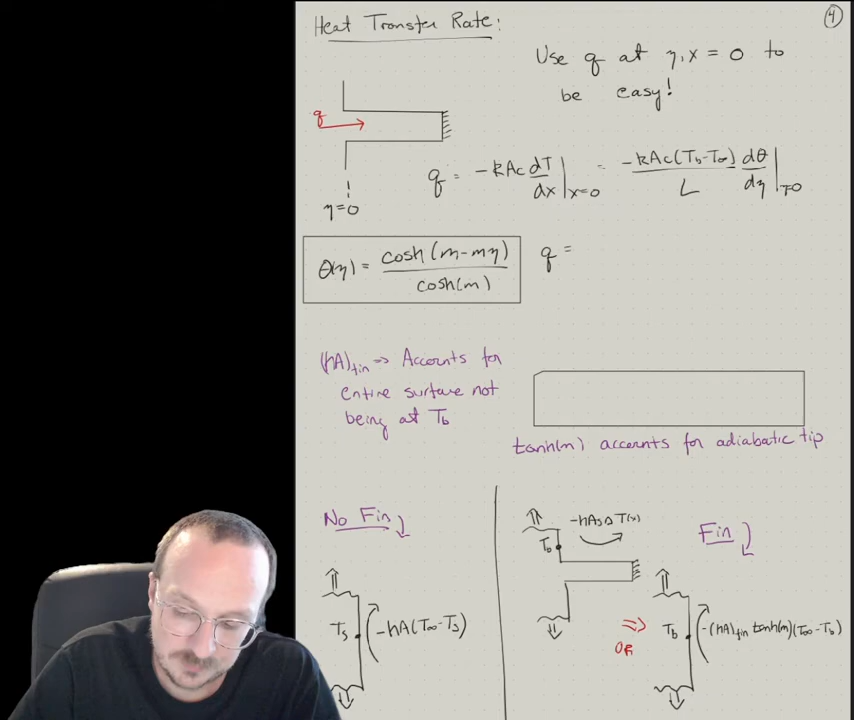 Heat Transfer Rate:
4
Use q at η,x = 0 to
be easy!
q
η=0
q = -kAc dT/dx |x=0 = -kAc(Tb-T∞)/L dθ/dη |η=0
θ(η) = cosh(m-mη)/cosh(m)
q =
(hA)fin => Accounts for
entire surface not
being at Tb
tanh(m) accounts for adiabatic tip
No Fin
Ts
-hA(T∞-Ts)
-hAsΔT(x)
Tb
Fin
=>
OR
Tb
-(hA)fin tanh(m)(T∞-Tb)